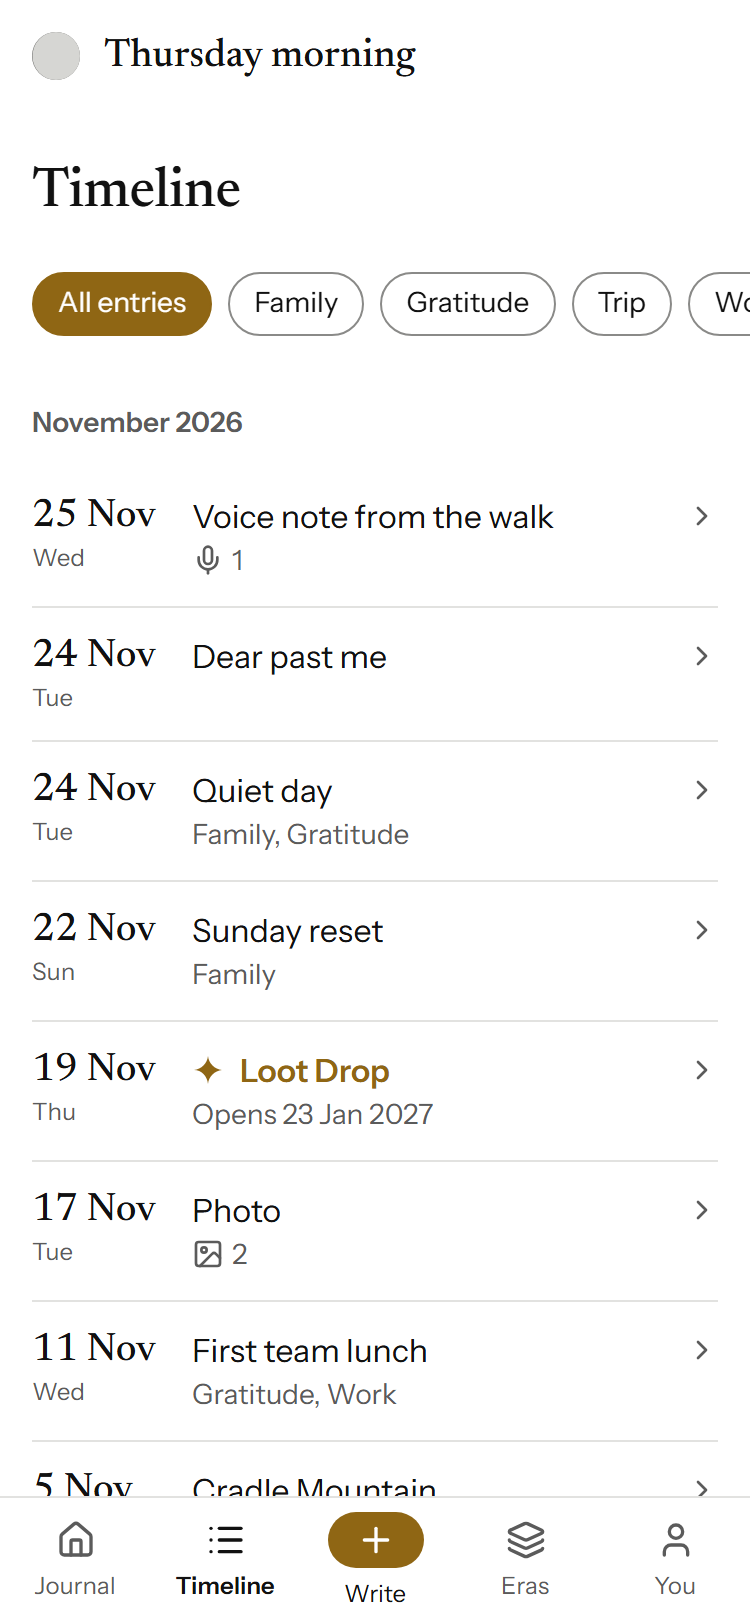 Thursday morning
Timeline
All entries Family Gratitude Trip
November 2026
25 Nov Voice note from the walk
Wed 1
24 Nov Dear past me
Tue
24 Nov Quiet day
Tue Family, Gratitude
22 Nov Sunday reset
Sun Family
19 Nov Loot Drop
Thu Opens 23 Jan 2027
17 Nov Photo
Tue 2
11 Nov First team lunch
Wed Gratitude, Work
5 Nov Cradle Mountain
Journal Timeline Write Eras You